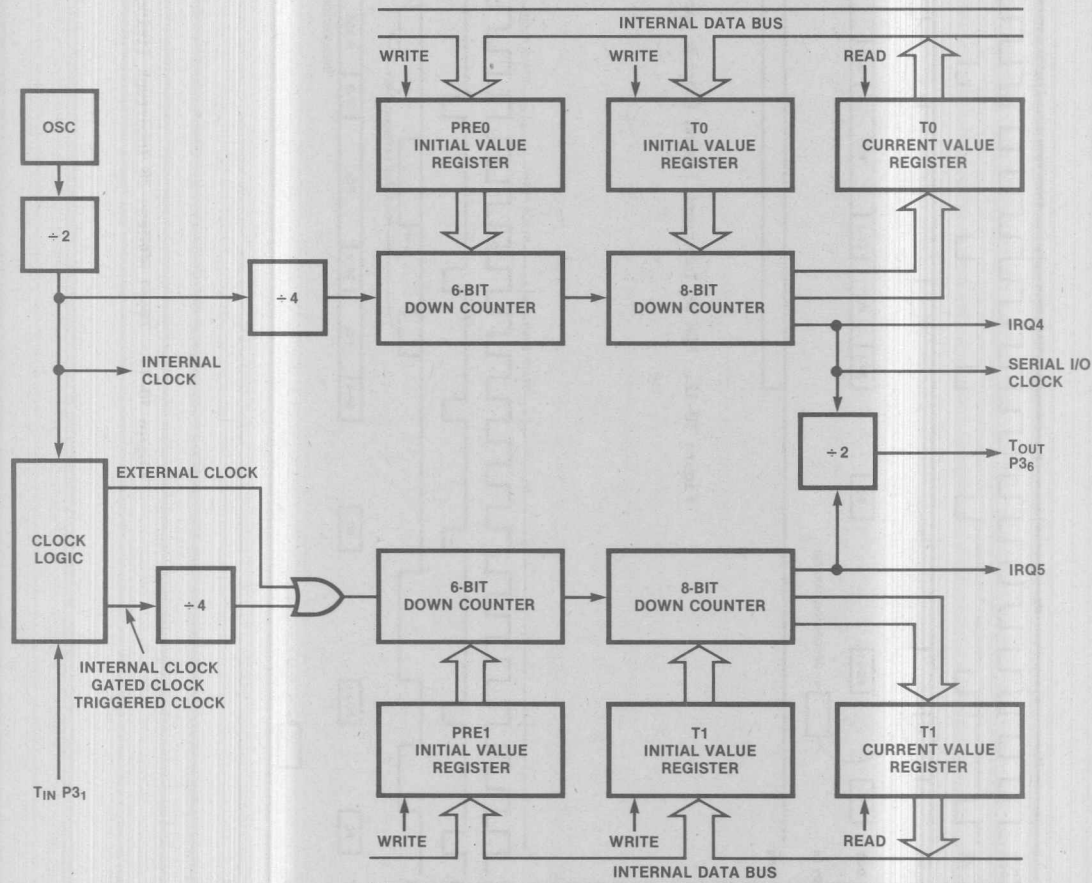 INTERNAL DATA BUS
WRITE
WRITE
READ
OSC
PRE0
INITIAL VALUE
REGISTER
T0
INITIAL VALUE
REGISTER
T0
CURRENT VALUE
REGISTER
÷2
÷4
6-BIT
DOWN COUNTER
8-BIT
DOWN COUNTER
IRQ4
INTERNAL
CLOCK
SERIAL I/O
CLOCK
÷2
TOUT
P36
EXTERNAL CLOCK
CLOCK
LOGIC
÷4
6-BIT
DOWN COUNTER
8-BIT
DOWN COUNTER
IRQ5
INTERNAL CLOCK
GATED CLOCK
TRIGGERED CLOCK
PRE1
INITIAL VALUE
REGISTER
T1
INITIAL VALUE
REGISTER
T1
CURRENT VALUE
REGISTER
TIN P31
WRITE
WRITE
READ
INTERNAL DATA BUS